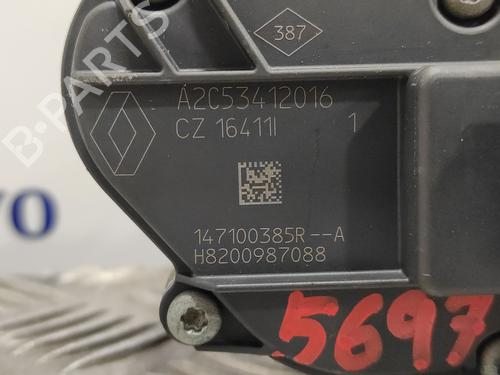 387
A2C53412016
CZ 16411I 1
147100385R--A
H8200987088
5697
B-PARTS